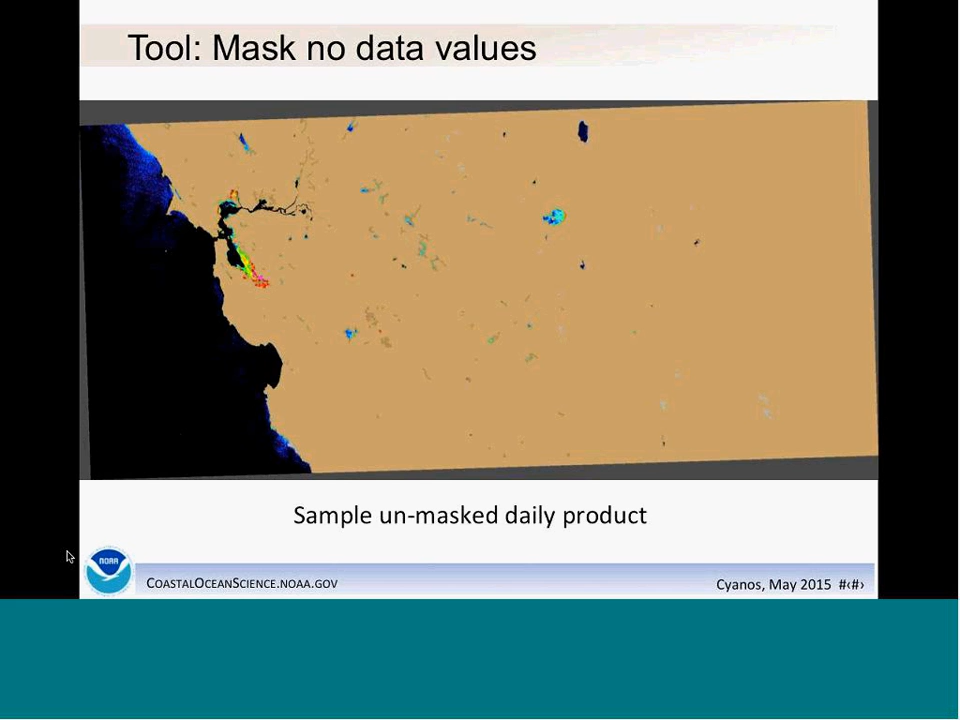 Tool: Mask no data values
Sample un-masked daily product
NOAA
COASTALOCEANSCIENCE.NOAA.GOV
Cyanos, May 2015 #‹#›